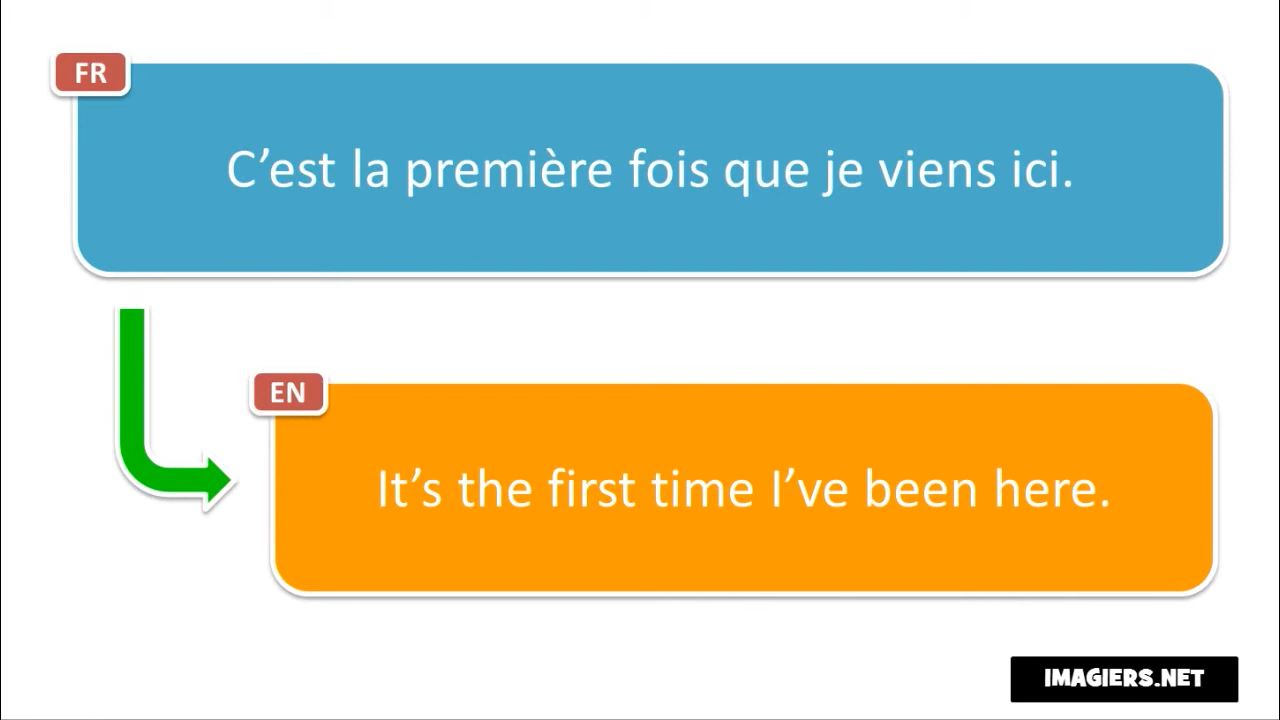 FR
C’est la première fois que je viens ici.
EN
It’s the first time I’ve been here.
IMAGIERS.NET